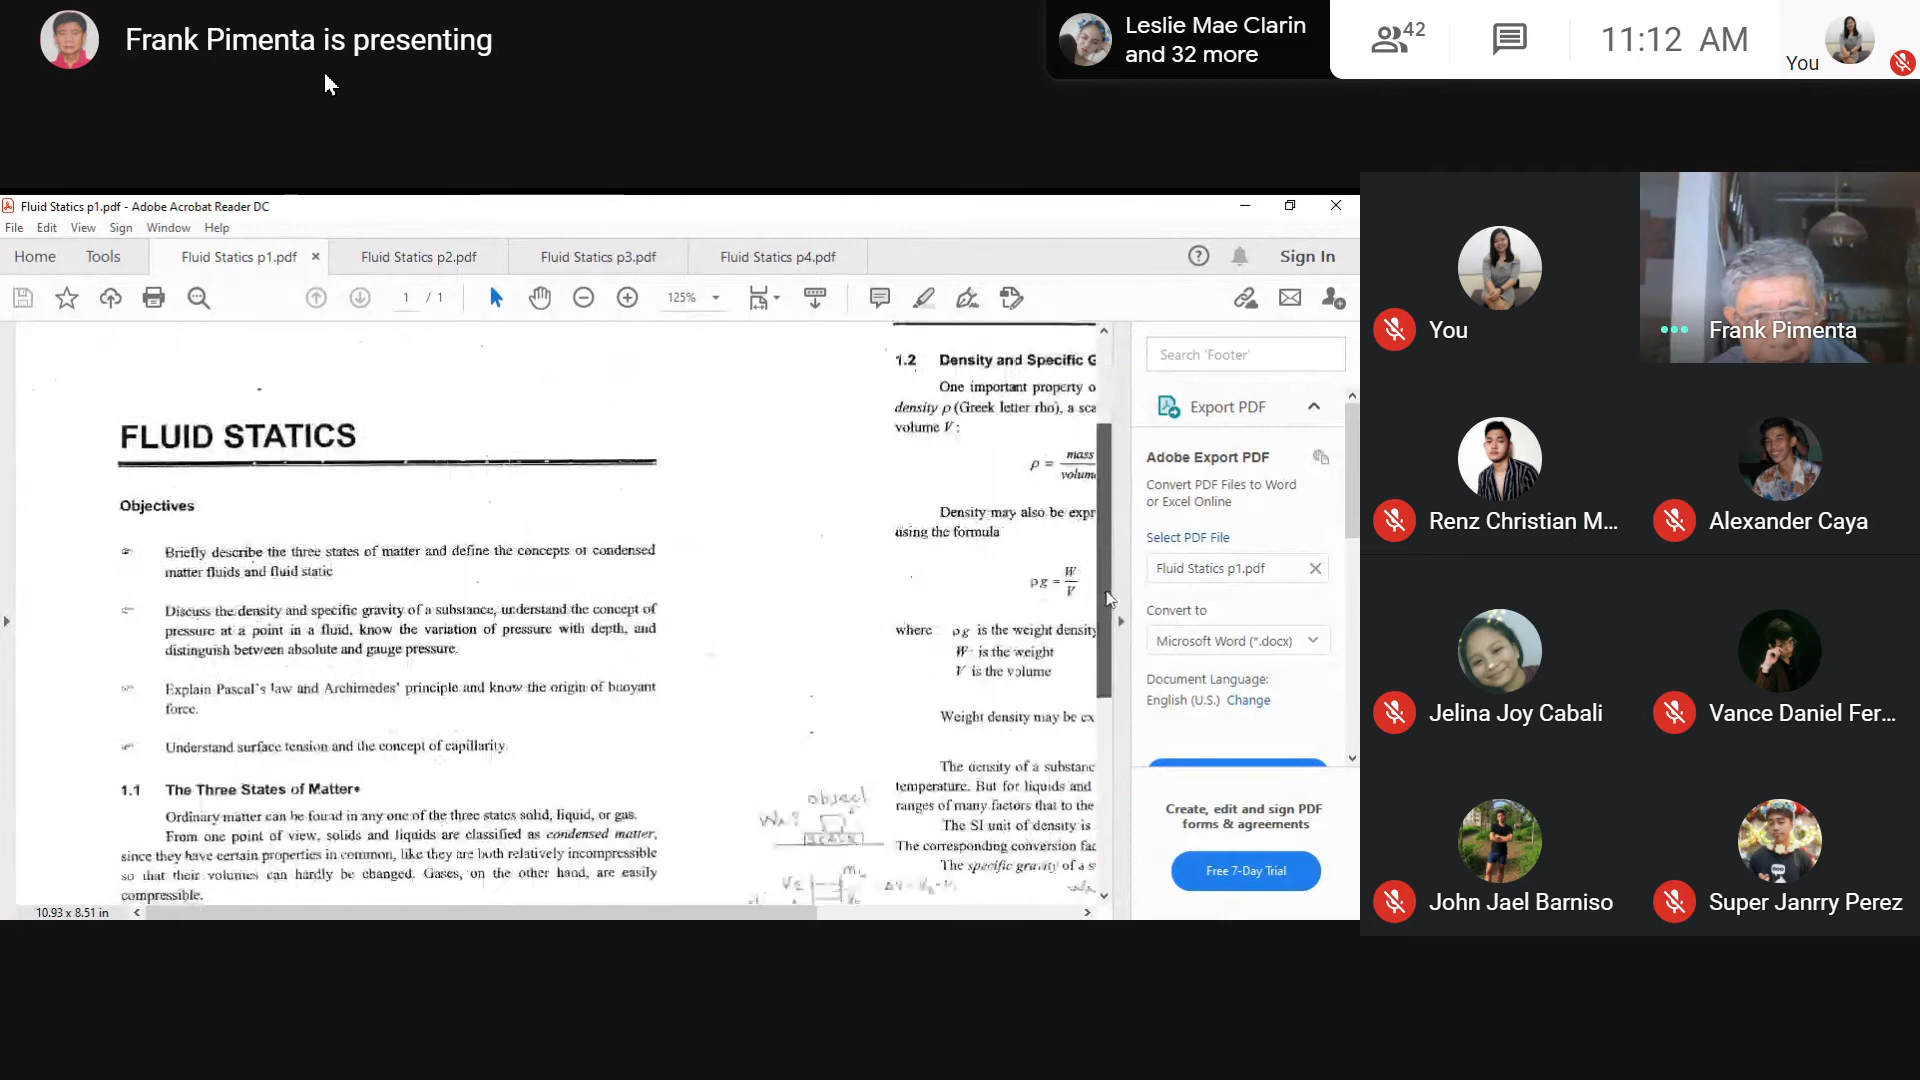 Frank Pimenta is presenting
Leslie Mae Clarin
and 32 more
42
11:12 AM
You
Fluid Statics p1.pdf - Adobe Acrobat Reader DC
File Edit View Sign Window Help
Home Tools Fluid Statics p1.pdf × Fluid Statics p2.pdf Fluid Statics p3.pdf Fluid Statics p4.pdf Sign In
1 / 1 125%
FLUID STATICS
Objectives
Briefly describe the three states of matter and define the concepts of condensed
matter fluids and fluid static
Discuss the density and specific gravity of a substance, understand the concept of
pressure at a point in a fluid, know the variation of pressure with depth, and
distinguish between absolute and gauge pressure.
Explain Pascal's law and Archimedes' principle and know the origin of buoyant
force.
Understand surface tension and the concept of capillarity
1.1 The Three States of Matter
Ordinary matter can be found in any one of the three states solid, liquid, or gas.
From one point of view, solids and liquids are classified as condensed matter,
since they have certain properties in common, like they are both relatively incompressible
so that their volumes can hardly be changed. Gases, on the other hand, are easily
compressible.
object
scale
1.2 Density and Specific G
One important property o
density ρ (Greek letter rho), a sca
volume V:
ρ = mass
volum
Density may also be expr
using the formula
ρg = W
V
where ρg is the weight density
W is the weight
V is the volume
Weight density may be ex
The density of a substanc
temperature. But for liquids and
ranges of many factors that to the
The SI unit of density is
The corresponding conversion fac
The specific gravity of a s
10.93 x 8.51 in
Search 'Footer'
Export PDF
Adobe Export PDF
Convert PDF Files to Word
or Excel Online
Select PDF File
Fluid Statics p1.pdf
Convert to
Microsoft Word (*.docx)
Document Language:
English (U.S.) Change
Create, edit and sign PDF
forms & agreements
Free 7-Day Trial
You
Frank Pimenta
Renz Christian M...
Alexander Caya
Jelina Joy Cabali
Vance Daniel Fer...
John Jael Barniso
Super Janrry Perez